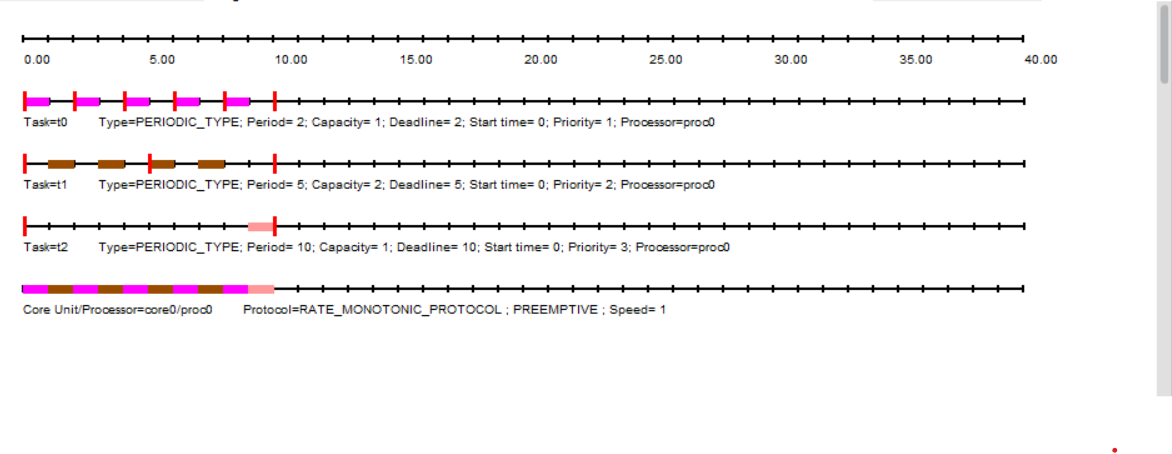 0.00 5.00 10.00 15.00 20.00 25.00 30.00 35.00 40.00
Task=t0 Type=PERIODIC_TYPE; Period= 2; Capacity= 1; Deadline= 2; Start time= 0; Priority= 1; Processor=proc0
Task=t1 Type=PERIODIC_TYPE; Period= 5; Capacity= 2; Deadline= 5; Start time= 0; Priority= 2; Processor=proc0
Task=t2 Type=PERIODIC_TYPE; Period= 10; Capacity= 1; Deadline= 10; Start time= 0; Priority= 3; Processor=proc0
Core Unit/Processor=core0/proc0 Protocol=RATE_MONOTONIC_PROTOCOL ; PREEMPTIVE ; Speed= 1